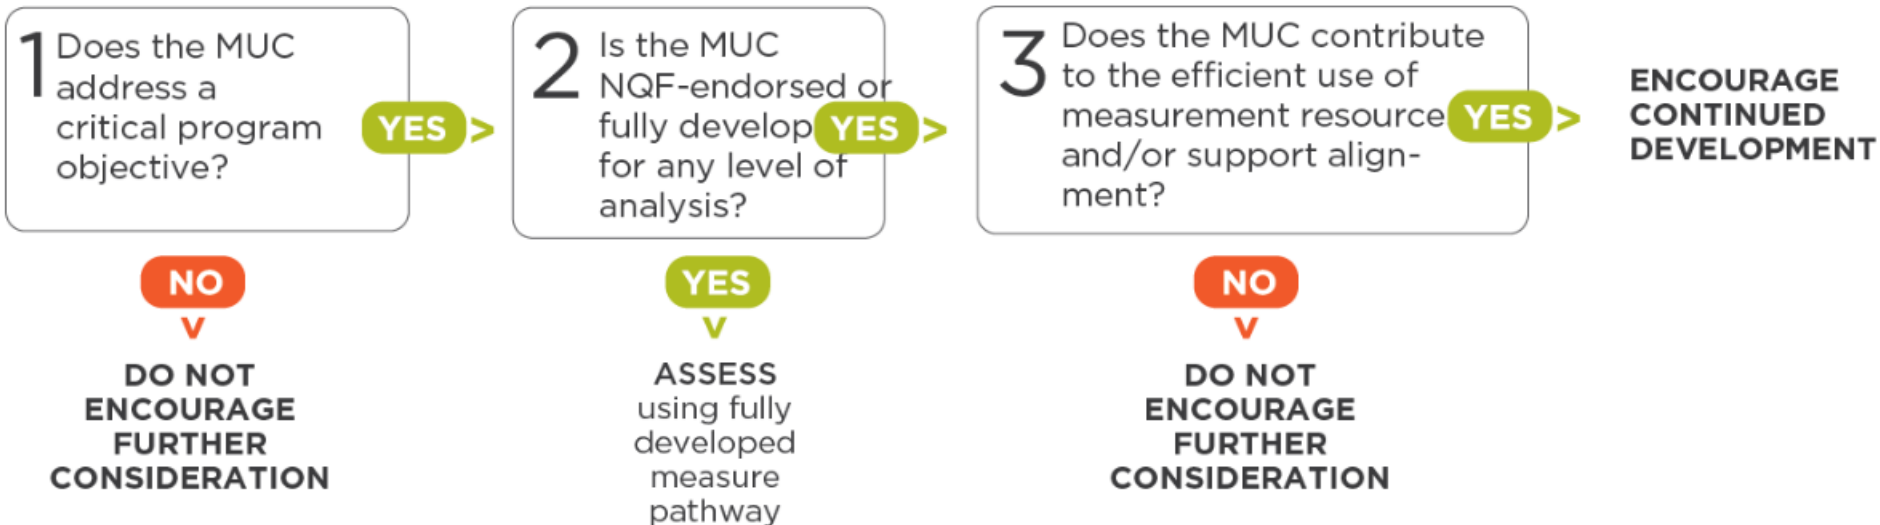 1
Does the MUC
address a
critical program
objective?
YES >
2
Is the MUC
NQF-endorsed or
fully develop
for any level of
analysis?
YES >
3
Does the MUC contribute
to the efficient use of
measurement resource
and/or support align-
ment?
YES >
ENCOURAGE
CONTINUED
DEVELOPMENT
NO
DO NOT
ENCOURAGE
FURTHER
CONSIDERATION
YES
ASSESS
using fully
developed
measure
pathway
NO
DO NOT
ENCOURAGE
FURTHER
CONSIDERATION